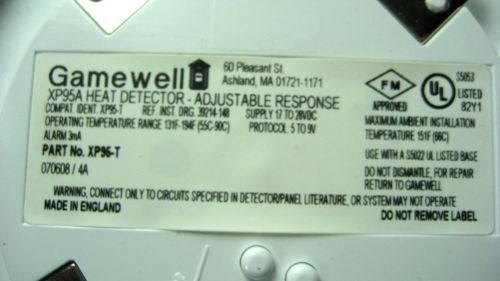 Gamewell
60 Pleasant St.
Ashland, MA 01721-1171
XP95A HEAT DETECTOR - ADJUSTABLE RESPONSE
COMPAT. IDENT. XP95-T REF. INST. DRG. 39214-148 SUPPLY 17 TO 28VDC
OPERATING TEMPERATURE RANGE 131F-194F (55C-90C) PROTOCOL: 5 TO 9V
ALARM 3mA
PART No. XP96-T
070608 / 4A
WARNING: CONNECT ONLY TO CIRCUITS SPECIFIED IN DETECTOR/PANEL LITERATURE, OR SYSTEM MAY NOT OPERATE
MADE IN ENGLAND
FM
APPROVED
UL
S5053
LISTED
82Y1
MAXIMUM AMBIENT INSTALLATION
TEMPERATURE 151F (66C)
USE WITH A S5022 UL LISTED BASE
DO NOT DISMANTLE, FOR REPAIR
RETURN TO GAMEWELL
DO NOT REMOVE LABEL